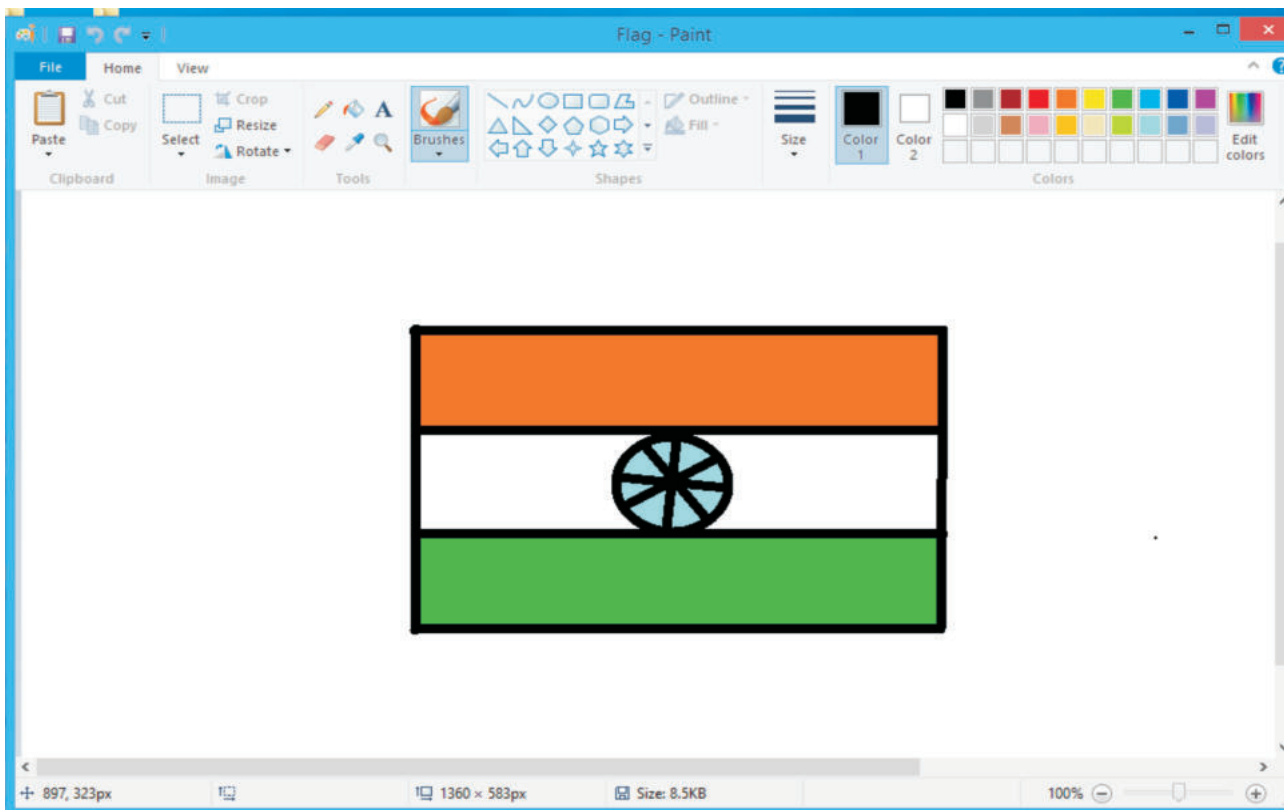 Flag - Paint
File Home View
Paste Cut Copy
Select Crop Resize Rotate
A
Brushes
Outline Fill
Size
Color 1 Color 2
Edit colors
Clipboard Image Tools Shapes Colors
897, 323px 1360 × 583px Size: 8.5KB 100%